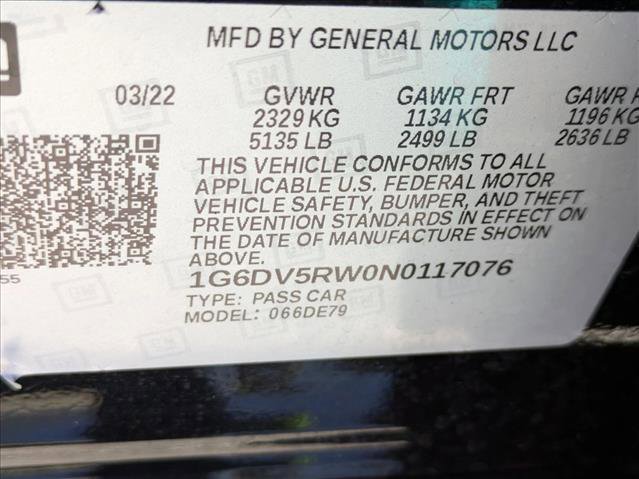 MFD BY GENERAL MOTORS LLC
03/22 GVWR GAWR FRT GAWR
2329 KG 1134 KG 1196 KG
5135 LB 2499 LB 2636 LB
THIS VEHICLE CONFORMS TO ALL
APPLICABLE U.S. FEDERAL MOTOR
VEHICLE SAFETY, BUMPER, AND THEFT
PREVENTION STANDARDS IN EFFECT ON
THE DATE OF MANUFACTURE SHOWN
ABOVE.
55
1G6DV5RW0N0117076
TYPE: PASS CAR
MODEL: 066DE79